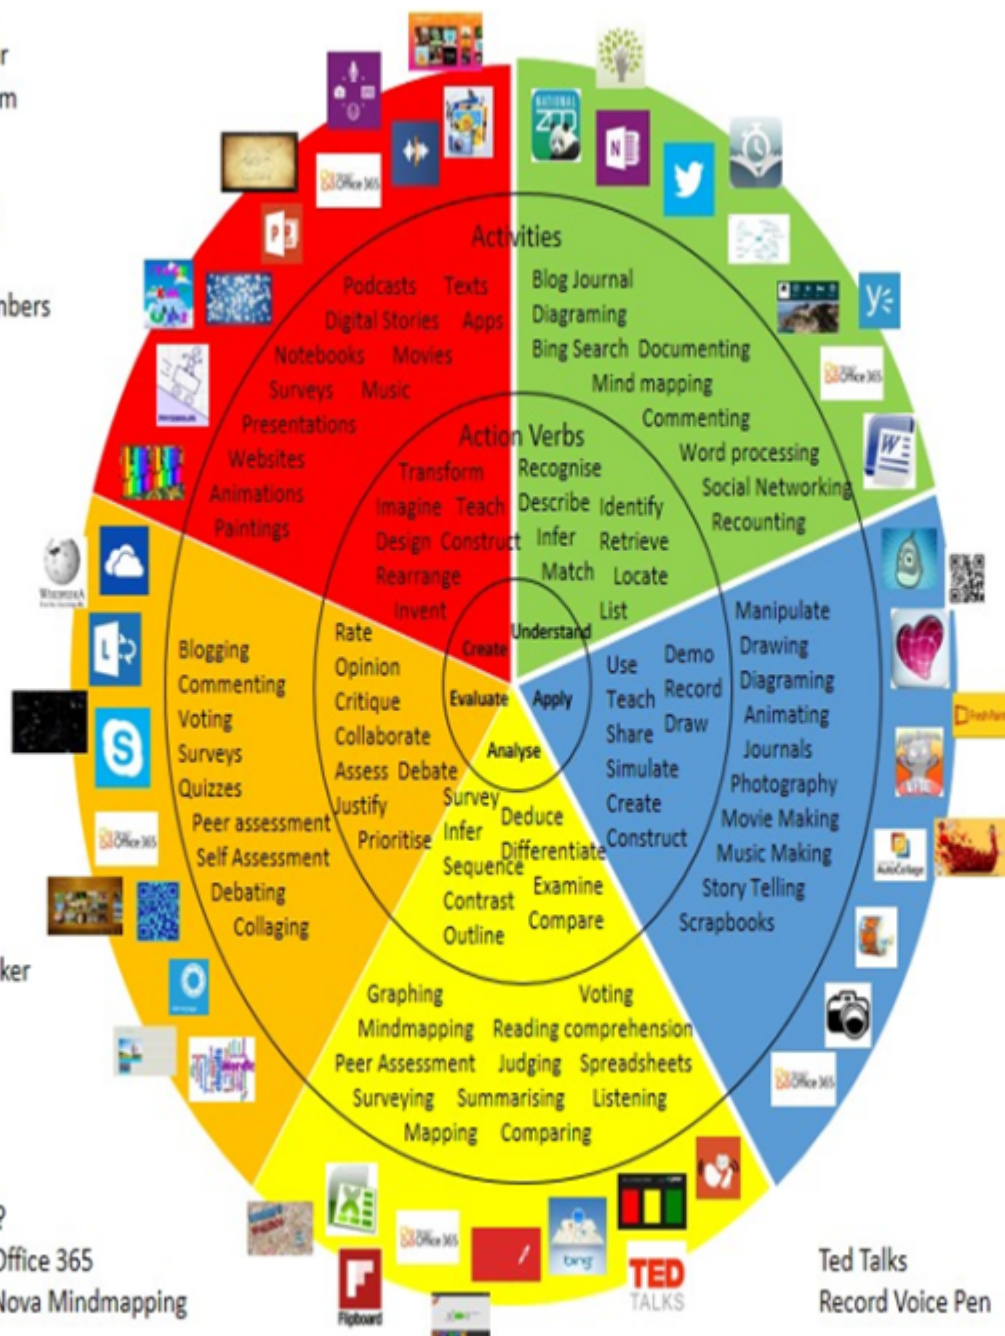 r
m
nbers
ker
?
Office 365
Nova Mindmapping
Ted Talks
Record Voice Pen
Activities
Podcasts Texts
Digital Stories Apps
Notebooks Movies
Surveys Music
Presentations
Websites
Animations
Paintings
Action Verbs
Transform
Imagine Teach
Design Construct
Rearrange
Invent
Create
Blog Journal
Diagraming
Bing Search Documenting
Mind mapping
Commenting
Word processing
Social Networking
Recounting
Recognise
Describe Identify
Infer Retrieve
Match Locate
List
Understand
Manipulate
Drawing
Diagraming
Animating
Journals
Photography
Movie Making
Music Making
Story Telling
Scrapbooks
Use Demo
Teach Record
Share Draw
Simulate
Create
Construct
Apply
Analyse
Survey Deduce
Infer Differentiate
Sequence Examine
Contrast Compare
Outline
Graphing Voting
Mindmapping Reading comprehension
Peer Assessment Judging Spreadsheets
Surveying Summarising Listening
Mapping Comparing
Evaluate
Rate
Opinion
Critique
Collaborate
Assess Debate
Justify
Prioritise
Blogging
Commenting
Voting
Surveys
Quizzes
Peer assessment
Self Assessment
Debating
Collaging
NATIONAL
ZOO
N
Office 365
P
Office 365
W
WIKIPEDIA
L
S
Office 365
AutoCollage
Office 365
Office 365
X
bing
TED
TALKS
Flipboard